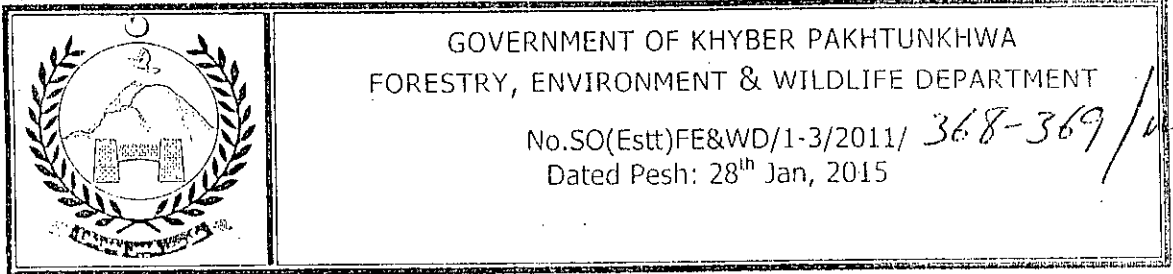 GOVERNMENT OF KHYBER PAKHTUNKHWA
FORESTRY, ENVIRONMENT & WILDLIFE DEPARTMENT
No.SO(Estt)FE&WD/1-3/2011/ 368-369/
Dated Pesh: 28th Jan, 2015